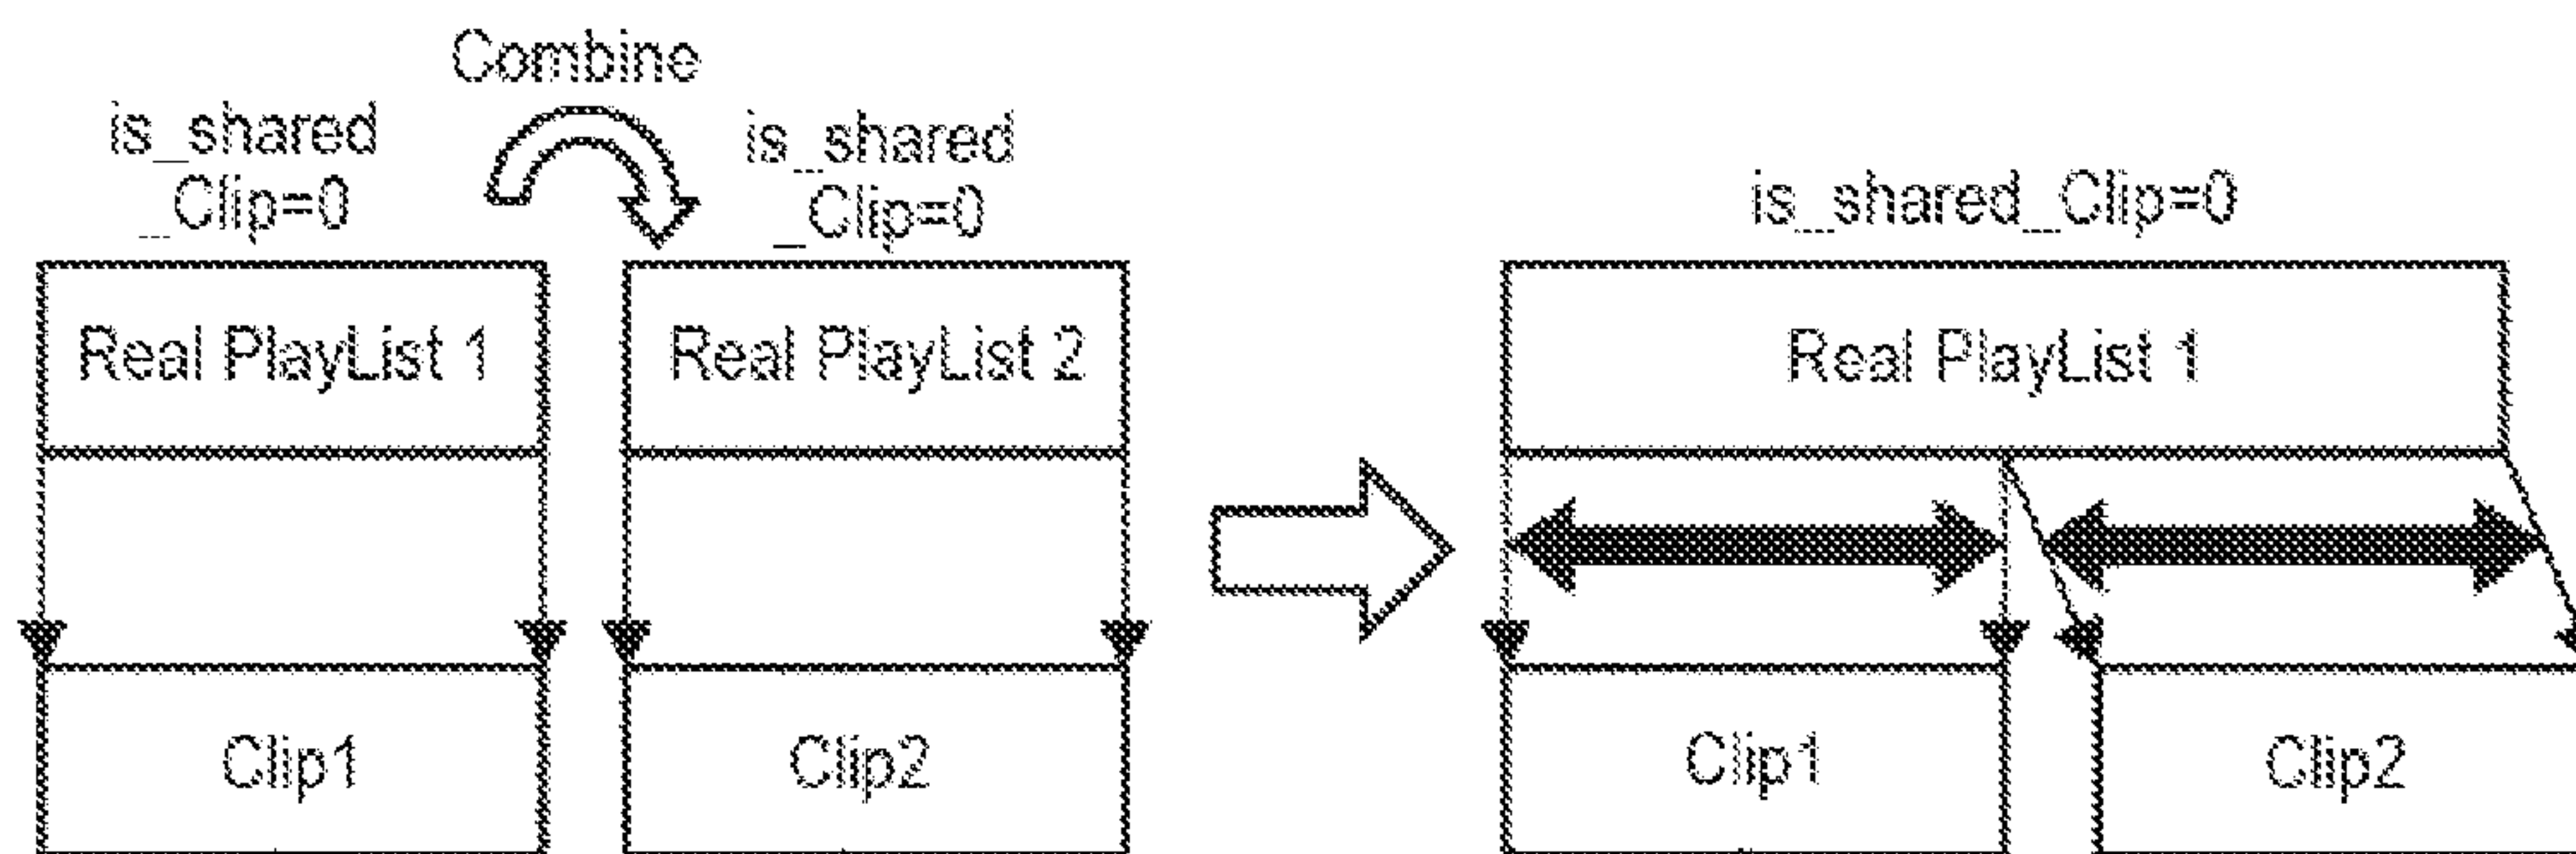 Combine
is_shared
_Clip=0
is_shared
_Clip=0
is_shared_Clip=0
Real PlayList 1
Real PlayList 2
Real PlayList 1
Clip1
Clip2
Clip1
Clip2